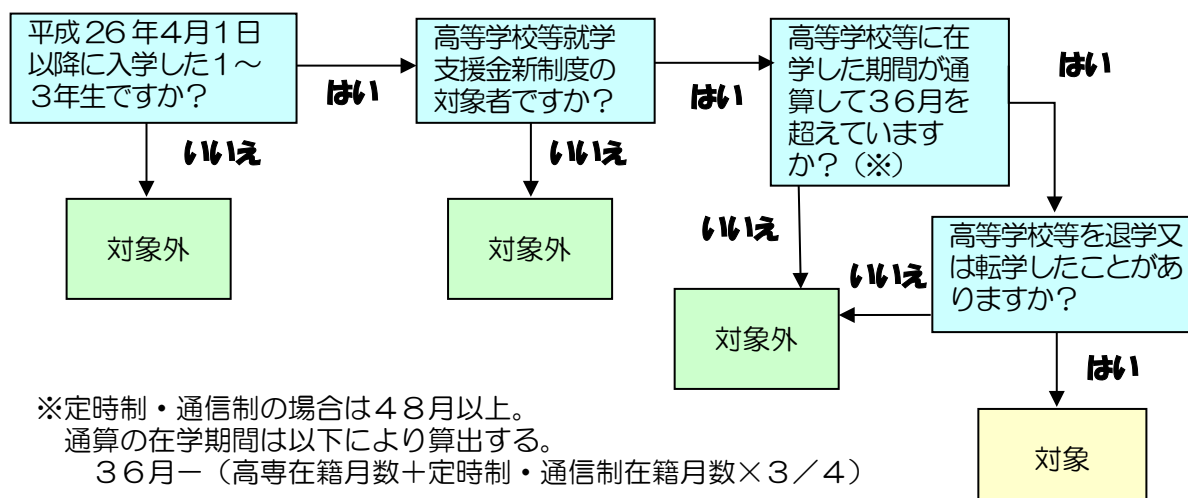 平成26年4月1日
以降に入学した1～
3年生ですか？
はい
いいえ
対象外
高等学校等就学
支援金新制度の
対象者ですか？
はい
いいえ
対象外
高等学校等に在
学した期間が通
算して３６月を
超えています
か？（※）
はい
いいえ
対象外
高等学校等を退学又
は転学したことがあ
りますか？
いいえ
はい
対象
※定時制・通信制の場合は４８月以上。
通算の在学期間は以下により算出する。
３６月－（高専在籍月数＋定時制・通信制在籍月数×３／４）